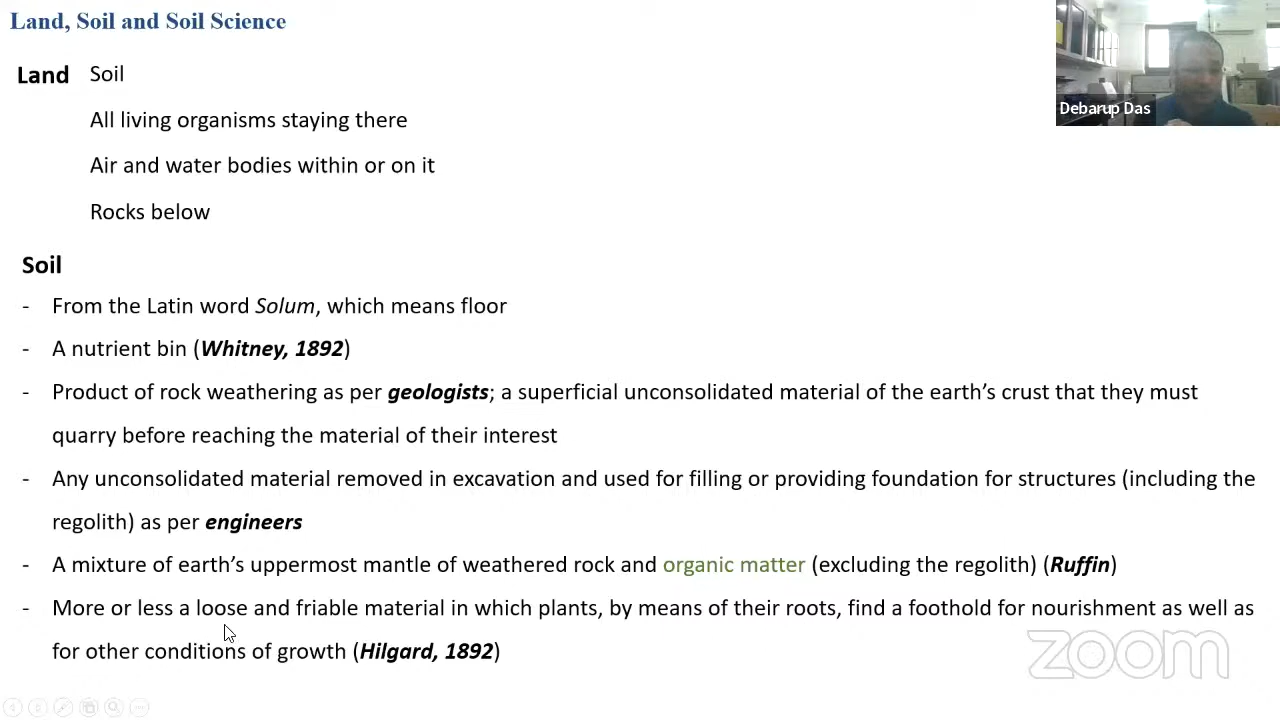 Land, Soil and Soil Science
Land Soil
All living organisms staying there
Air and water bodies within or on it
Rocks below
Debarup Das
Soil
- From the Latin word Solum, which means floor
- A nutrient bin (Whitney, 1892)
- Product of rock weathering as per geologists; a superficial unconsolidated material of the earth’s crust that they must
quarry before reaching the material of their interest
- Any unconsolidated material removed in excavation and used for filling or providing foundation for structures (including the
regolith) as per engineers
- A mixture of earth’s uppermost mantle of weathered rock and organic matter (excluding the regolith) (Ruffin)
- More or less a loose and friable material in which plants, by means of their roots, find a foothold for nourishment as well as
for other conditions of growth (Hilgard, 1892)
zoom